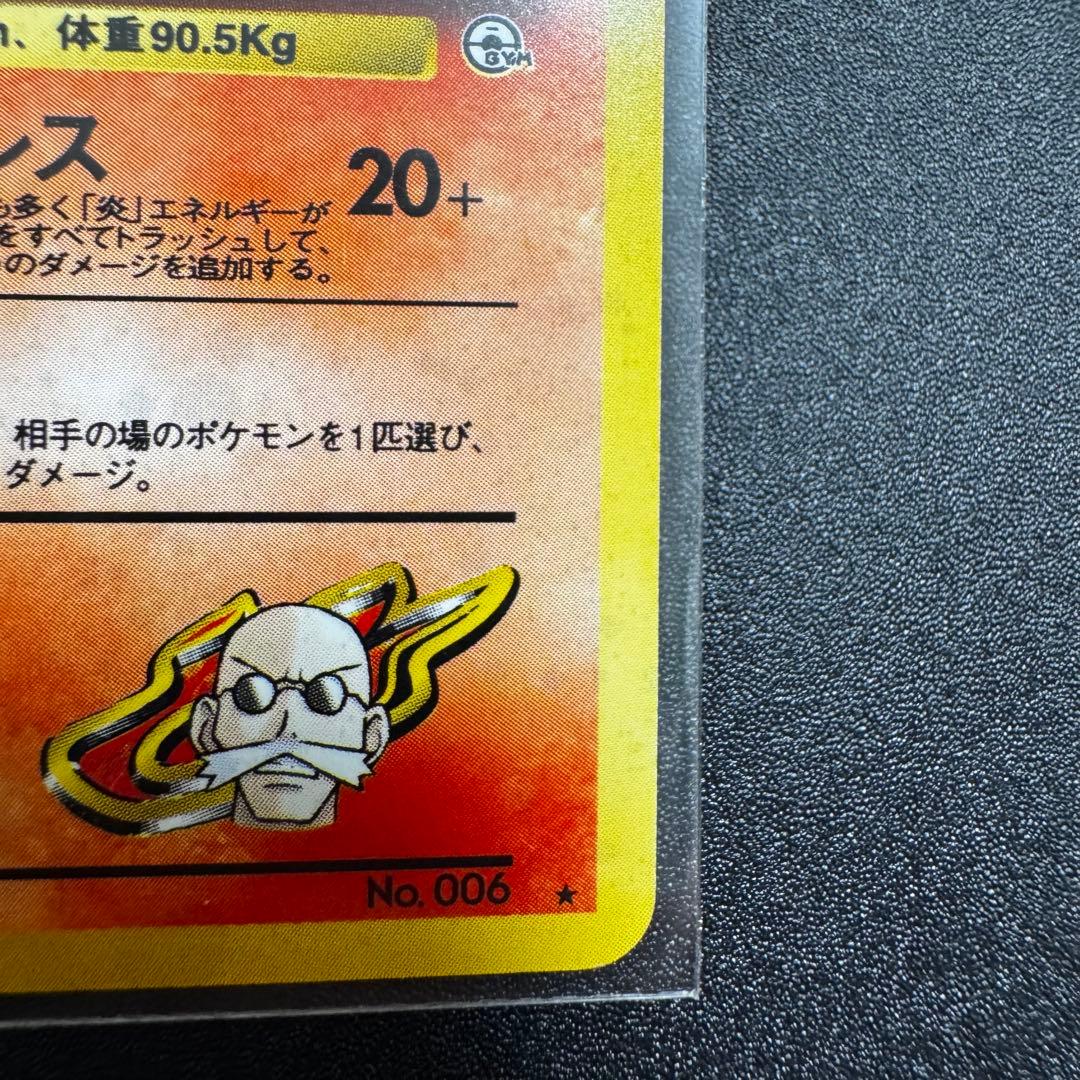 、体重90.5Kg
GYM
ンス
20+
多く「炎」エネルギーが
をすべてトラッシュして、
のダメージを追加する。
相手の場のポケモンを1匹選び、
ダメージ。
No. 006 ★